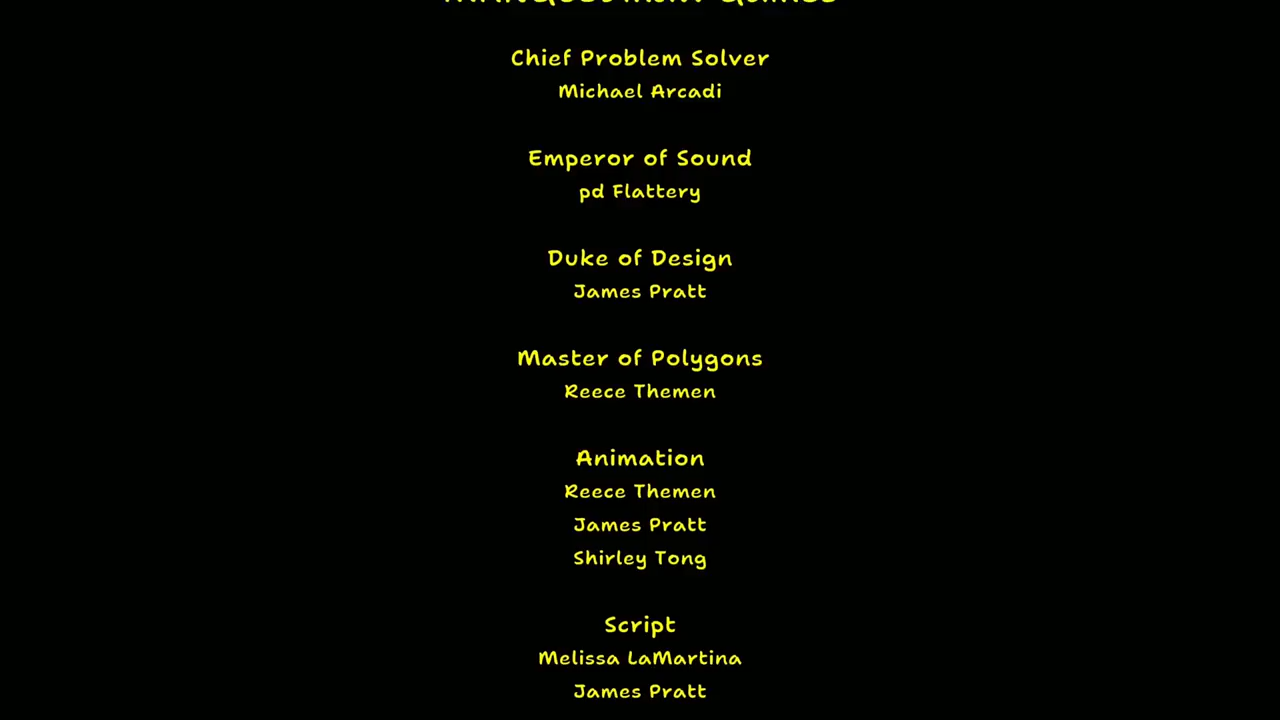 Chief Problem Solver
Michael Arcadi
Emperor of Sound
pd Flattery
Duke of Design
James Pratt
Master of Polygons
Reece Themen
Animation
Reece Themen
James Pratt
Shirley Tong
Script
Melissa LaMartina
James Pratt